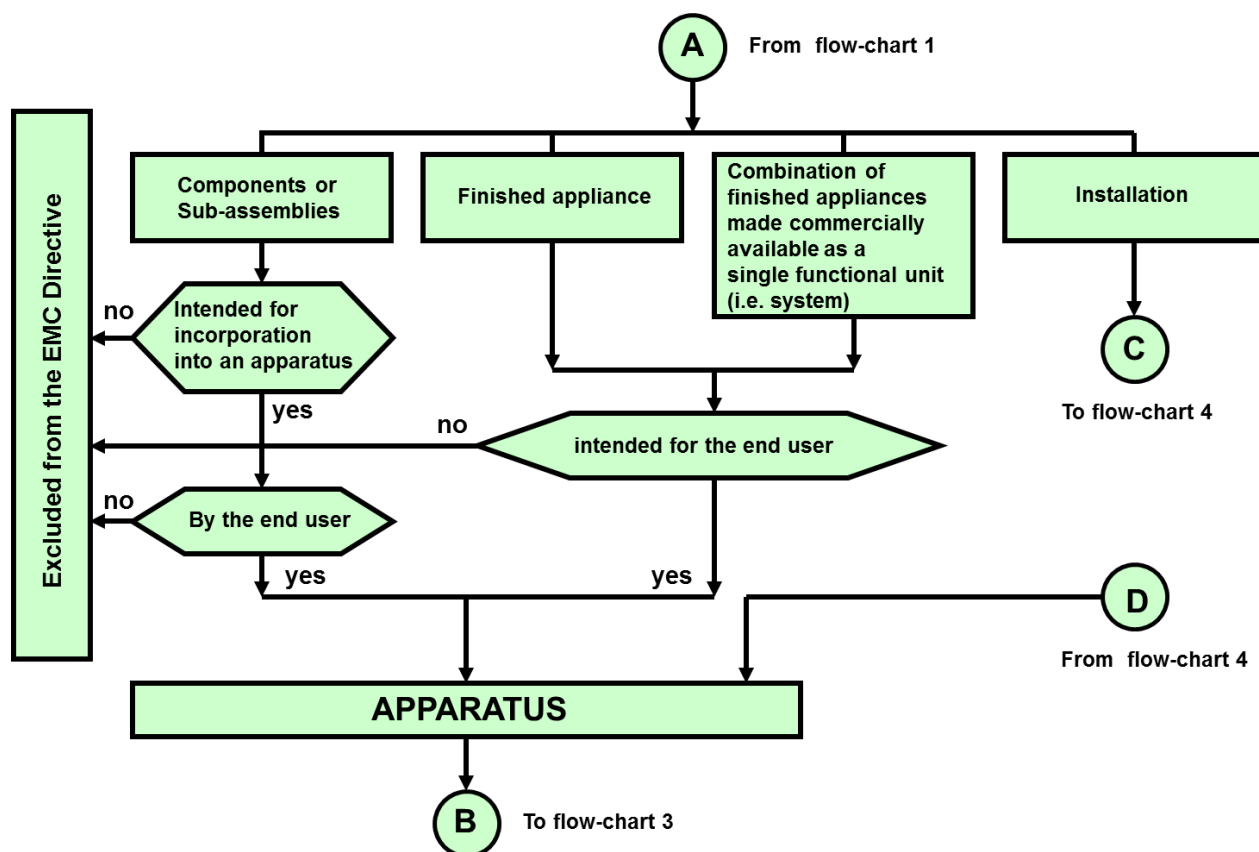 A
From flow-chart 1
Excluded from the EMC Directive
Components or
Sub-assemblies
Finished appliance
Combination of
finished appliances
made commercially
available as a
single functional unit
(i.e. system)
Installation
no
Intended for
incorporation
into an apparatus
C
To flow-chart 4
yes
no
intended for the end user
no
By the end user
yes
yes
D
From flow-chart 4
APPARATUS
B
To flow-chart 3